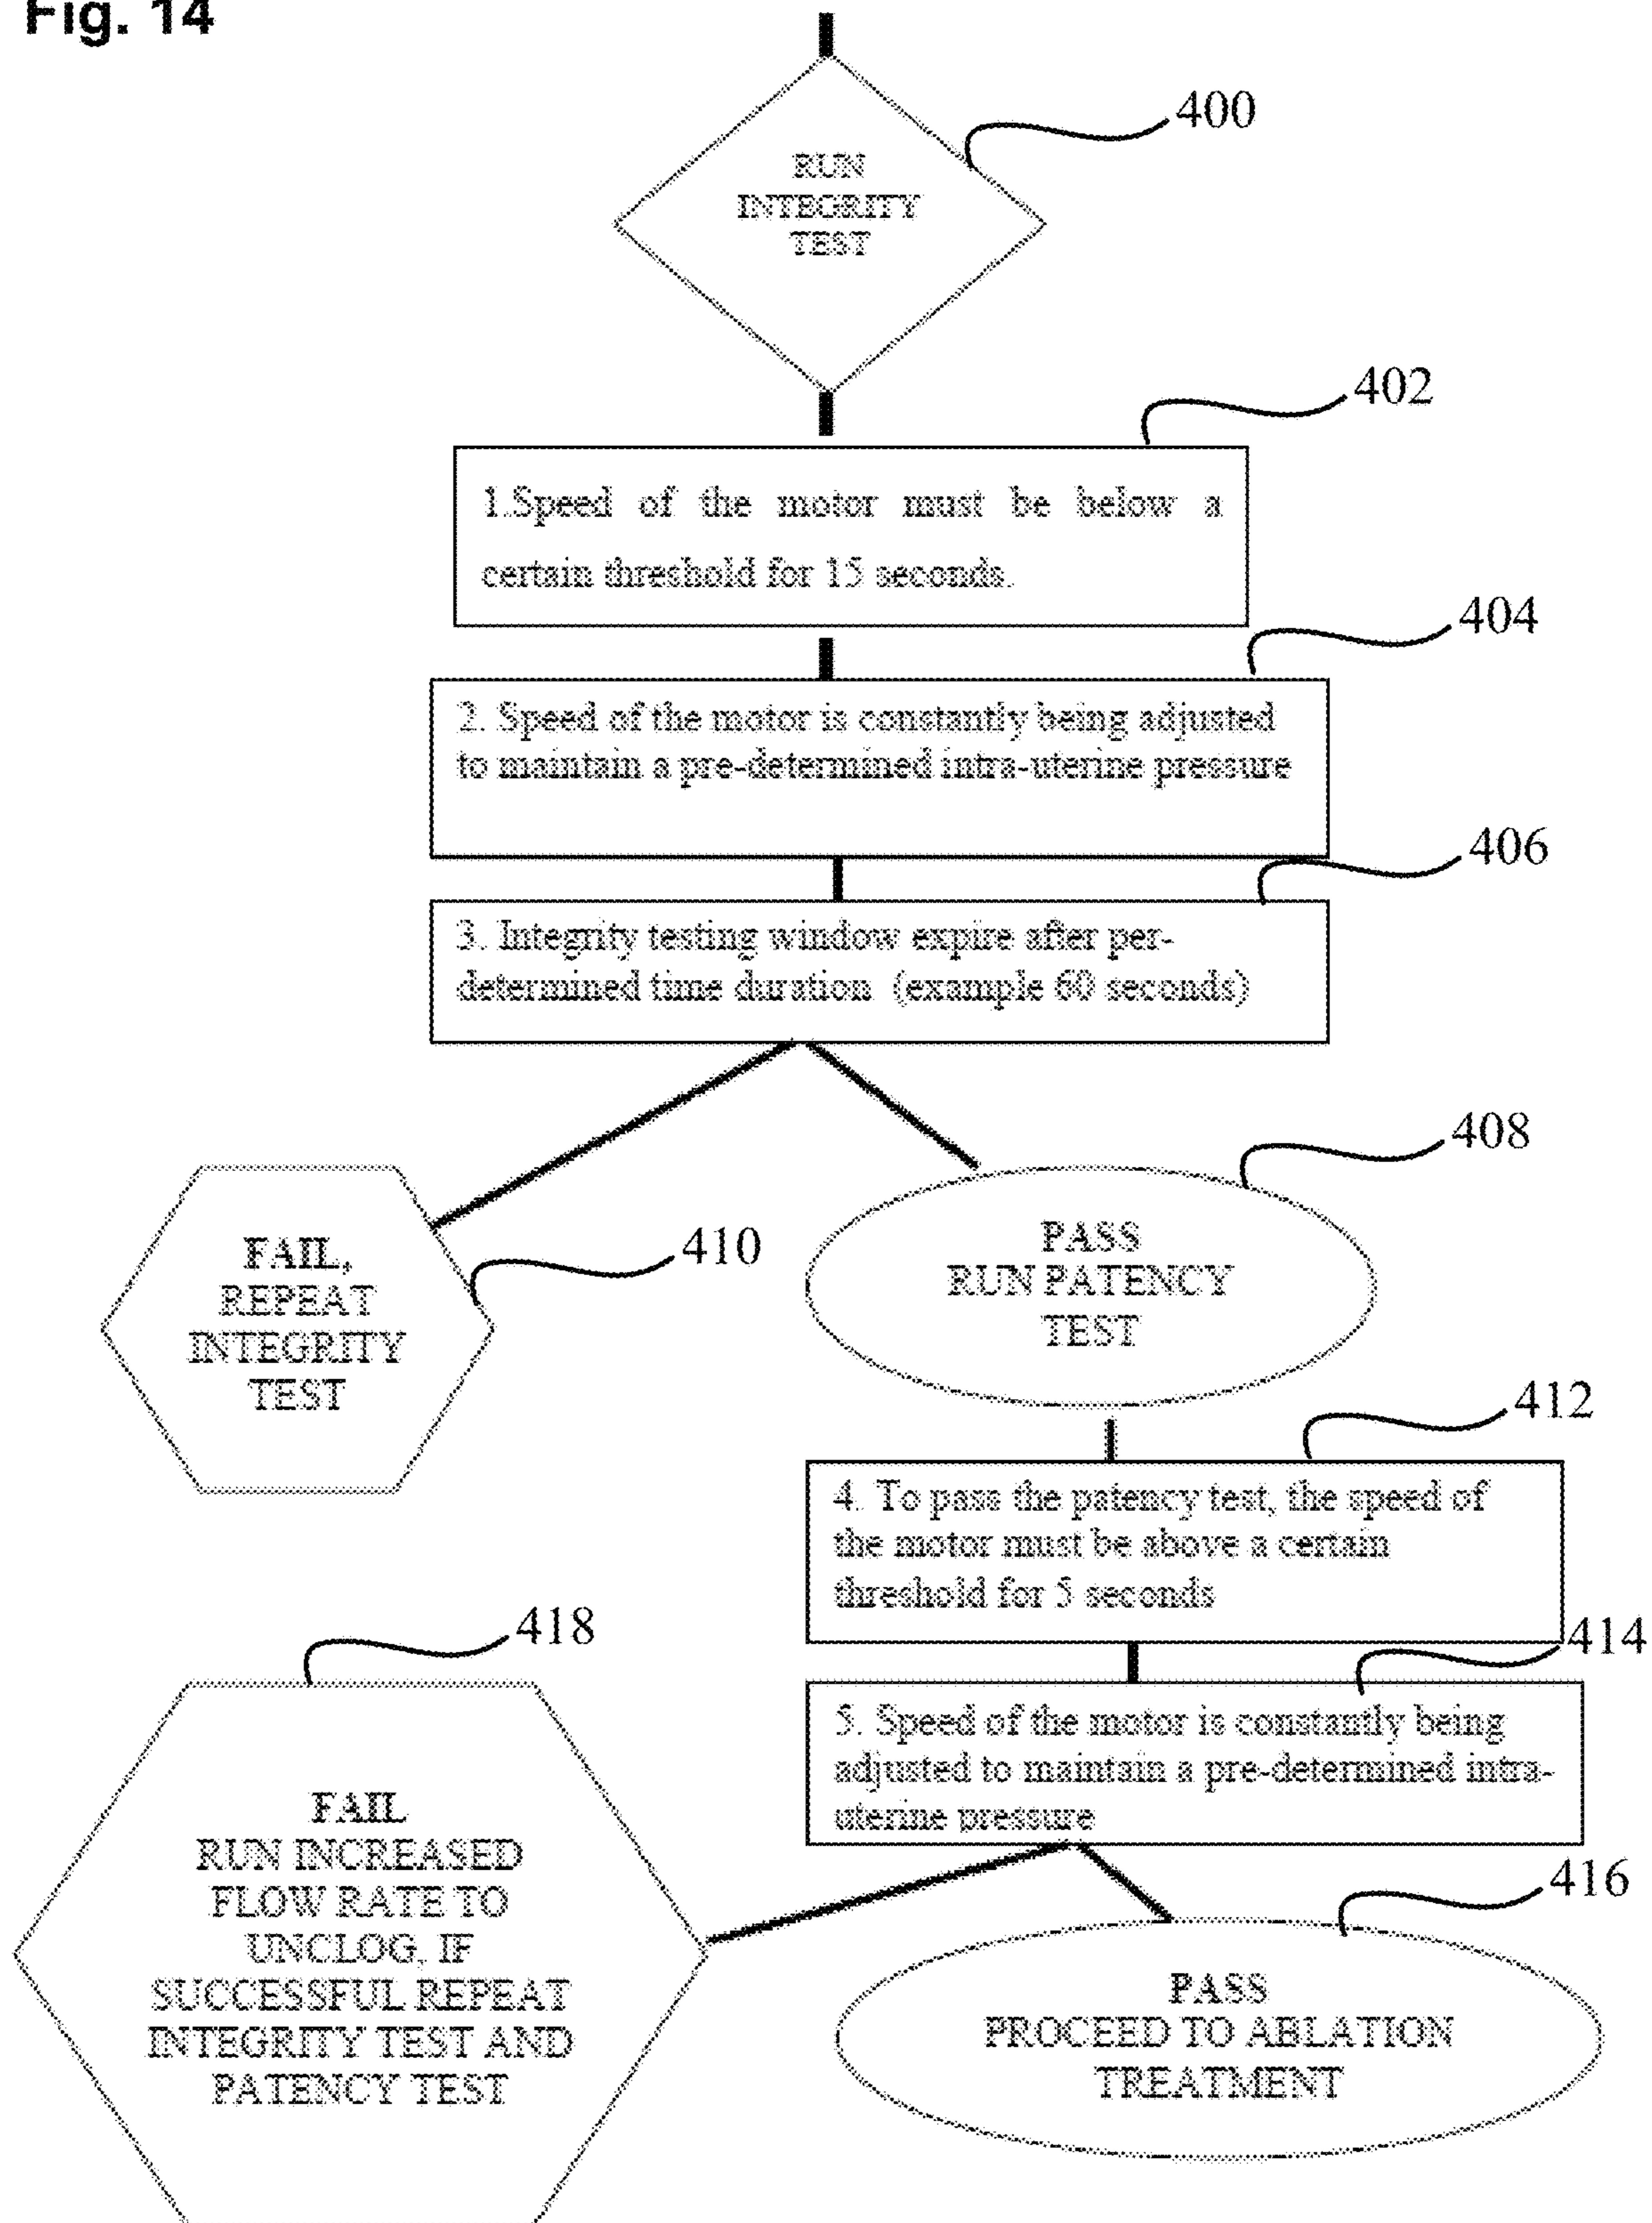 Fig. 14
400
RUN
INTEGRITY
TEST
402
1.Speed of the motor must be below a
certain threshold for 15 seconds.
404
2. Speed of the motor is constantly being adjusted
to maintain a pre-determined intra-uterine pressure
406
3. Integrity testing window expire after per-
determined time duration (example 60 seconds)
408
PASS
RUN PATENCY
TEST
410
FAIL,
REPEAT
INTEGRITY
TEST
412
4. To pass the patency test, the speed of
the motor must be above a certain
threshold for 5 seconds
414
5. Speed of the motor is constantly being
adjusted to maintain a pre-determined intra-
uterine pressure
418
FAIL
RUN INCREASED
FLOW RATE TO
UNCLOG, IF
SUCCESSFUL REPEAT
INTEGRITY TEST AND
PATENCY TEST
416
PASS
PROCEED TO ABLATION
TREATMENT